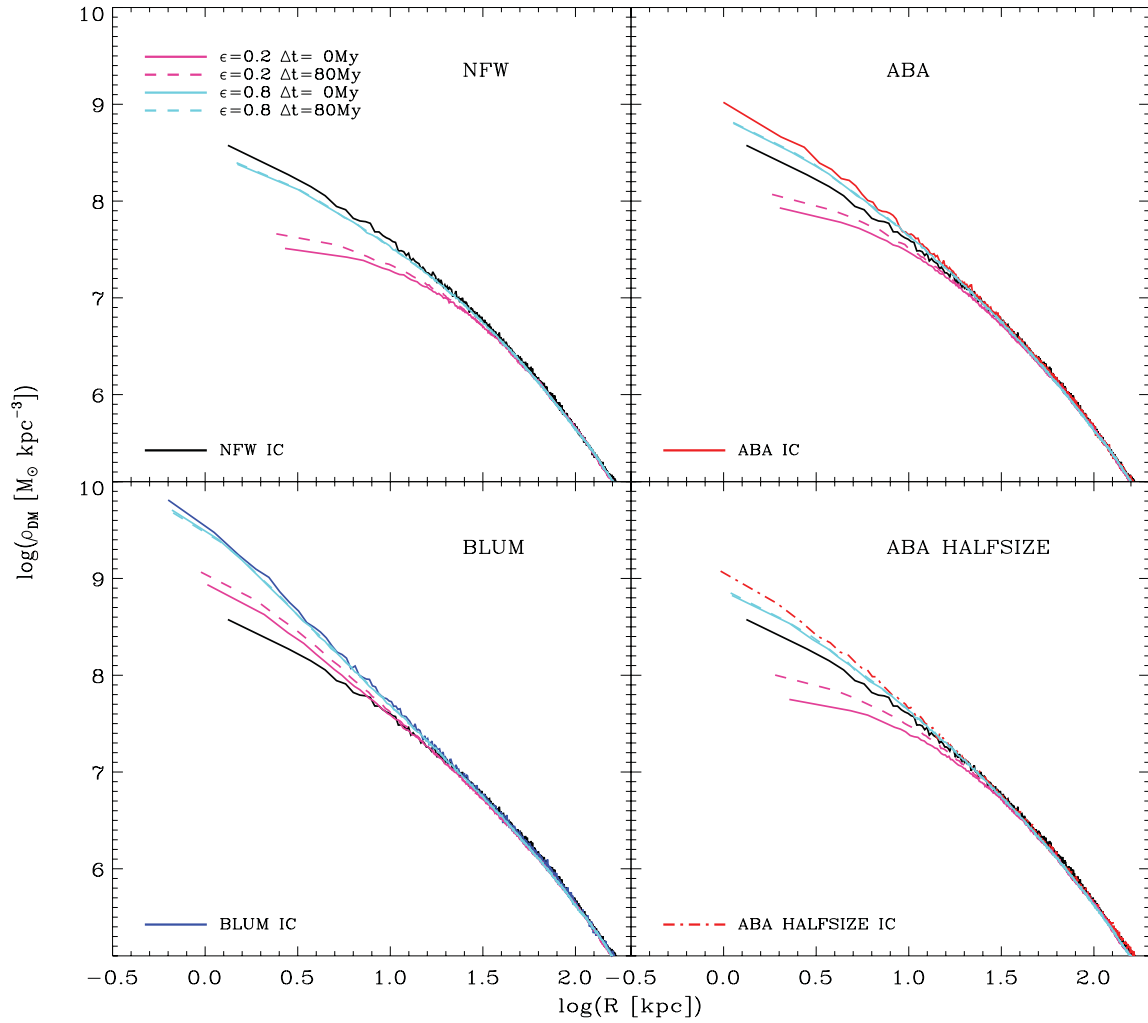 10
9
8
7
6
ϵ=0.2 Δt= 0My
ϵ=0.2 Δt=80My
ϵ=0.8 Δt= 0My
ϵ=0.8 Δt=80My
NFW
NFW IC
ABA
ABA IC
10
9
8
7
6
BLUM
BLUM IC
ABA HALFSIZE
ABA HALFSIZE IC
log(ρDM [M⊙ kpc−3])
−0.5 0.0 0.5 1.0 1.5 2.0 −0.5 0.0 0.5 1.0 1.5 2.0
log(R [kpc])